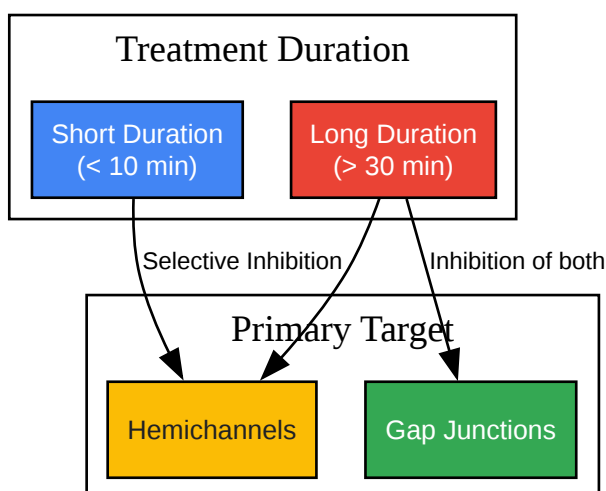 Treatment Duration
Short Duration
(< 10 min)
Long Duration
(> 30 min)
Selective Inhibition
Inhibition of both
Primary Target
Hemichannels
Gap Junctions